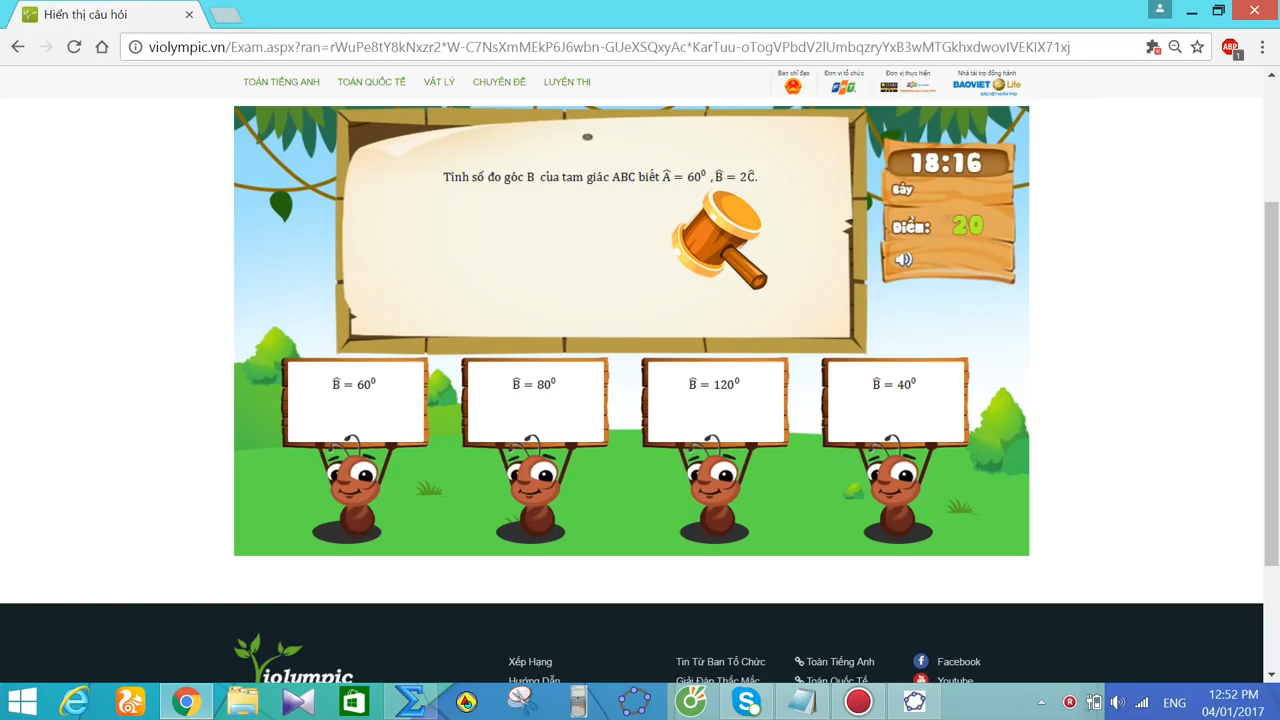 Hiển thị câu hỏi
violympic.vn/Exam.aspx?ran=rWuPe8tY8kNxzr2*W-C7NsXmMEkP6J6wbn-GUeXSQxyAc*KarTuu-oTogVPbdV2lUmbqzryYxB3wMTGkhxdwovIVEKIX71xj
ABP
1
TOÁN TIẾNG ANH TOÁN QUỐC TẾ VẬT LÝ CHUYÊN ĐỀ LUYỆN THI
Ban chỉ đạo Đơn vị tổ chức Đơn vị thực hiện Nhà tài trợ đồng hành
FPT BAOVIET Life
Tính số đo góc B của tam giác ABC biết Â = 60⁰ , B̂ = 2Ĉ.
18:16
Bẫy
Điểm: 20
B̂ = 60⁰ B̂ = 80⁰ B̂ = 120⁰ B̂ = 40⁰
iolympic
Xếp Hạng Tin Từ Ban Tổ Chức Toán Tiếng Anh Facebook
Hướng Dẫn Giải Đáp Thắc Mắc Toán Quốc Tế Youtube
ENG
12:52 PM
04/01/2017